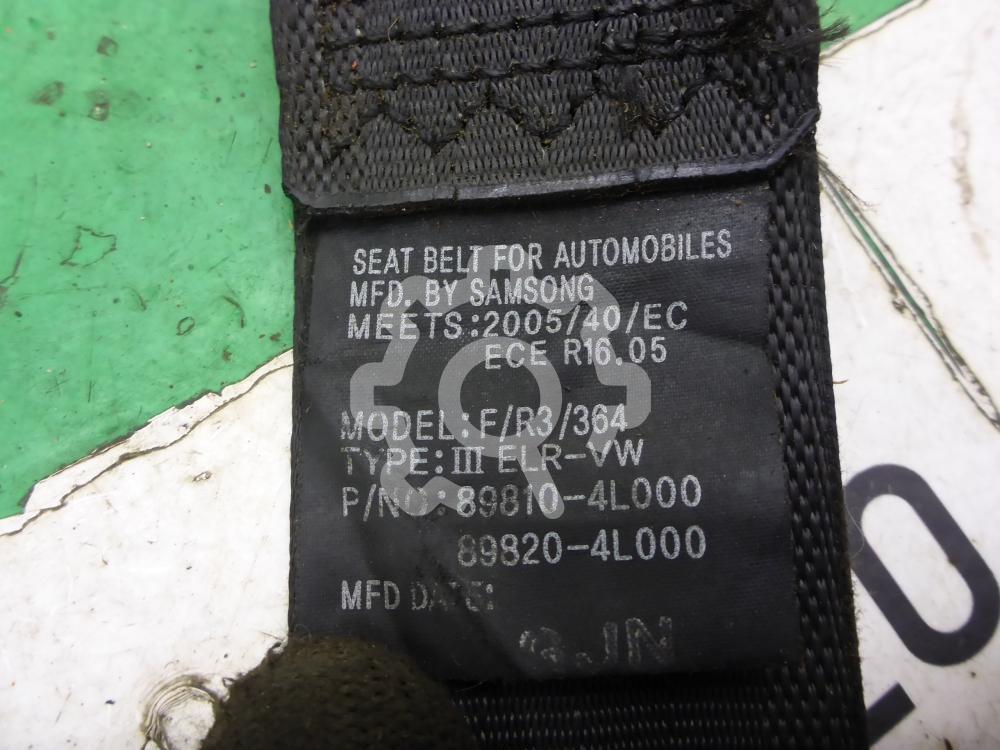 SEAT BELT FOR AUTOMOBILES
MFD. BY SAMSONG
MEETS:2005/40/EC
ECE R16.05
MODEL: F/R3/364
TYPE:Ⅲ ELR-VW
P/NO:89810-4L000
89820-4L000
MFD DATE:
JN